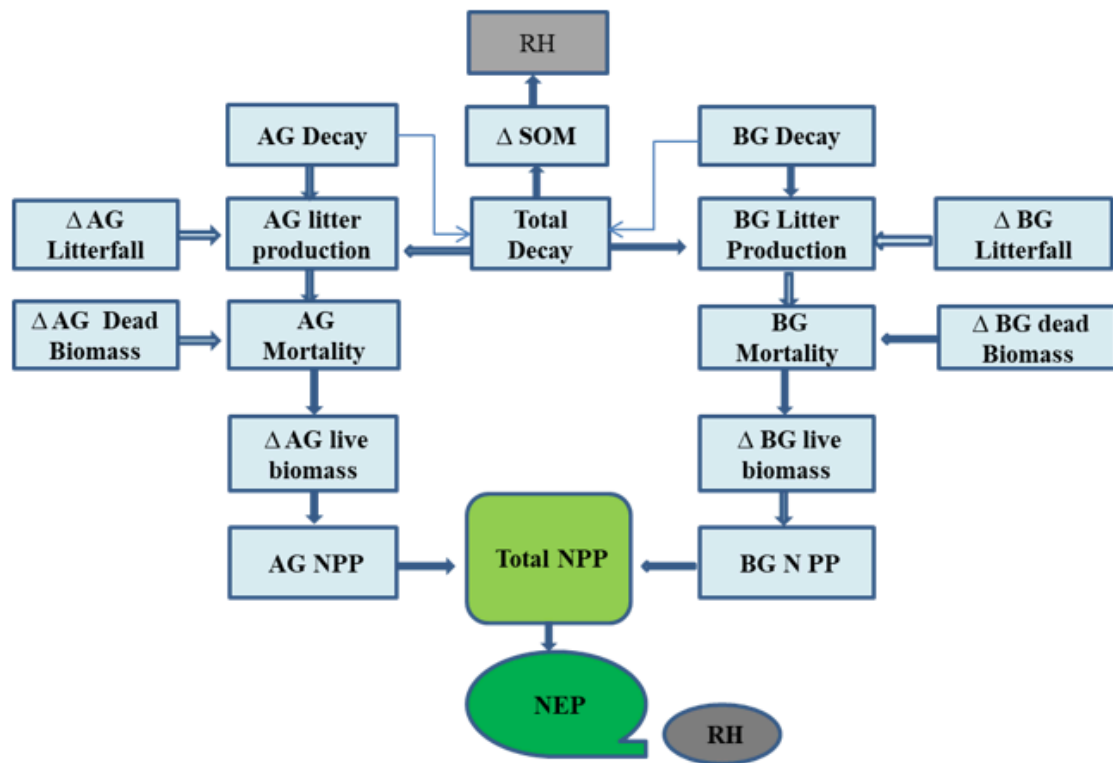 RH
AG Decay
Δ SOM
BG Decay
Δ AG
Litterfall
AG litter
production
Total
Decay
BG Litter
Production
Δ BG
Litterfall
Δ AG Dead
Biomass
AG
Mortality
BG
Mortality
Δ BG dead
Biomass
Δ AG live
biomass
Δ BG live
biomass
AG NPP
Total NPP
BG N PP
NEP
RH